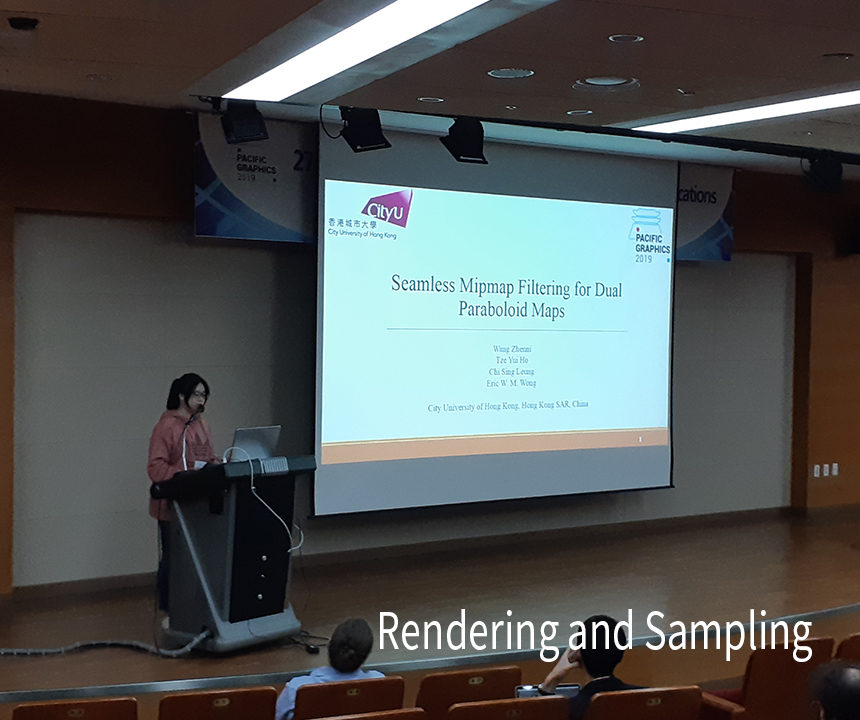 PACIFIC
GRAPHICS
2019
27
cations
CityU
香港城市大學
City University of Hong Kong
PACIFIC
GRAPHICS
2019
Seamless Mipmap Filtering for Dual
Paraboloid Maps
Wang Zhenni
Tze Yui Ho
Chi Sing Leung
Eric W. M. Wong
City University of Hong Kong, Hong Kong SAR, China
1
Rendering and Sampling